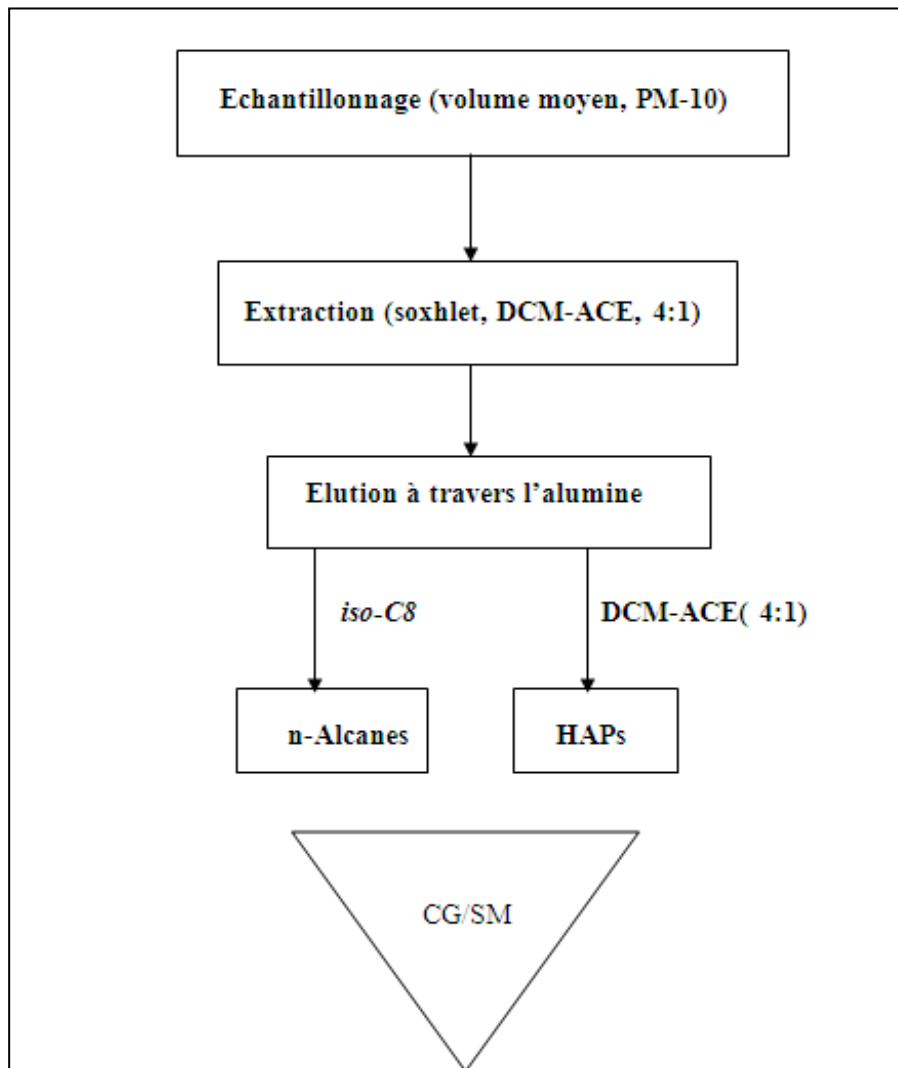 Echantillonnage (volume moyen, PM-10)
Extraction (soxhlet, DCM-ACE, 4:1)
Elution à travers l'alumine
iso-C8
DCM-ACE( 4:1)
n-Alcanes
HAPs
CG/SM